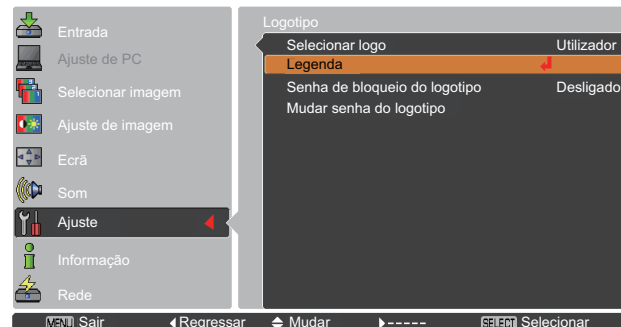 Entrada
Ajuste de PC
Selecionar imagem
Ajuste de imagem
Ecrã
Som
Ajuste
Informação
Rede
Logotipo
Selecionar logo Utilizador
Legenda
Senha de bloqueio do logotipo Desligado
Mudar senha do logotipo
MENU Sair Regressar Mudar ----- SELECT Selecionar